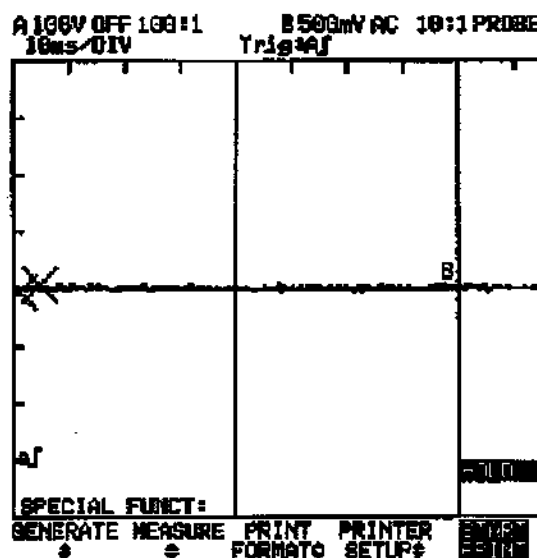 A 100V OFF 100:1 B 500mV AC 10:1 PROBE
10ms/DIV Trig:A∫
B
a∫
HOLD
SPECIAL FUNCT:
GENERATE MEASURE PRINT PRINTER
FORMAT SETUP
PRINT